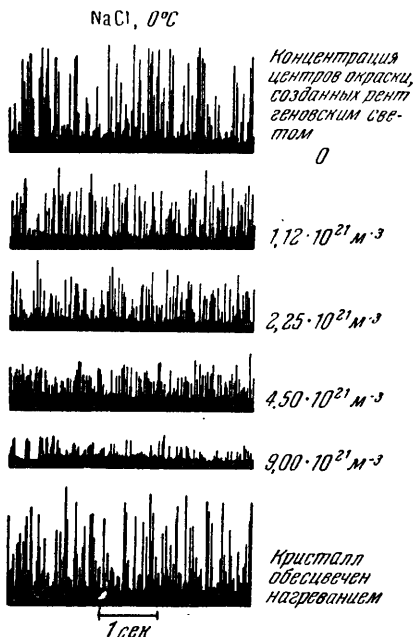 NaCl, 0°C
Концентрация
центров окраски,
созданных рент
геновским све-
том
0
1,12·10²¹ м⁻³
2,25·10²¹ м⁻³
4,50·10²¹ м⁻³
9,00·10²¹ м⁻³
Кристалл
обесцвечен
нагреванием
1 сек